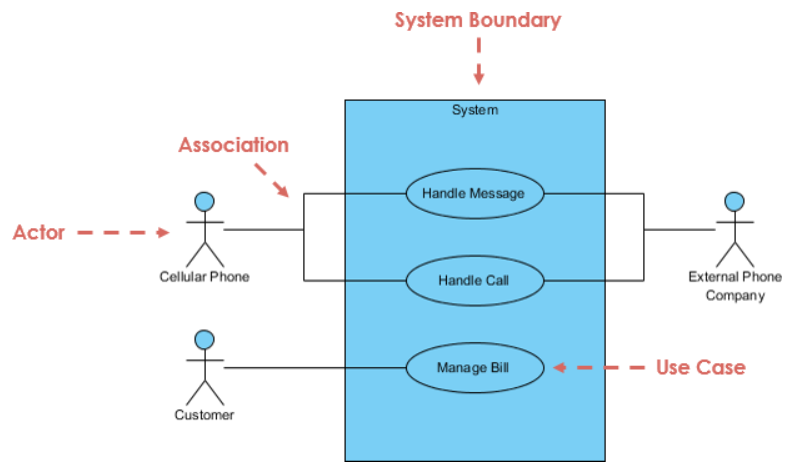 System Boundary
System
Association
Handle Message
Actor
Cellular Phone
Handle Call
External Phone
Company
Manage Bill
Use Case
Customer